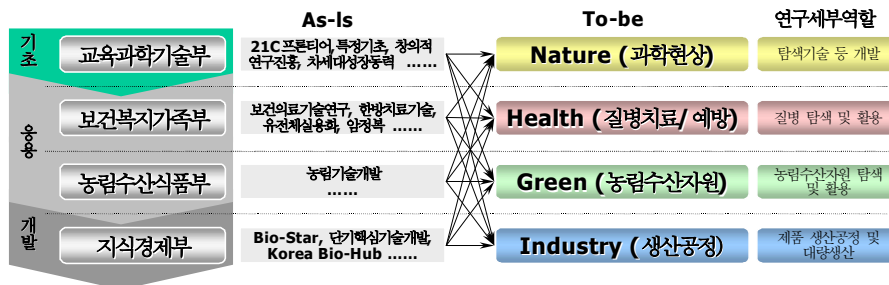 As-Is
To-be
연구세부역할
기초
교육과학기술부
21C프론티어,특정기초, 창의적
연구진흥, 차세대성장동력 ……
Nature (과학현상)
탐색기술 등 개발
응용
보건복지가족부
보건의료기술연구, 한방치료기술,
유전체실용화, 암정복 ……
Health (질병치료/ 예방)
질병 탐색 및 활용
농림수산식품부
농림기술개발
……
Green (농림수산자원)
농림수산자원 탐색
및 활용
개발
지식경제부
Bio-Star, 단기핵심기술개발,
Korea Bio-Hub ……
Industry (생산공정)
제품 생산공정 및
대량생산